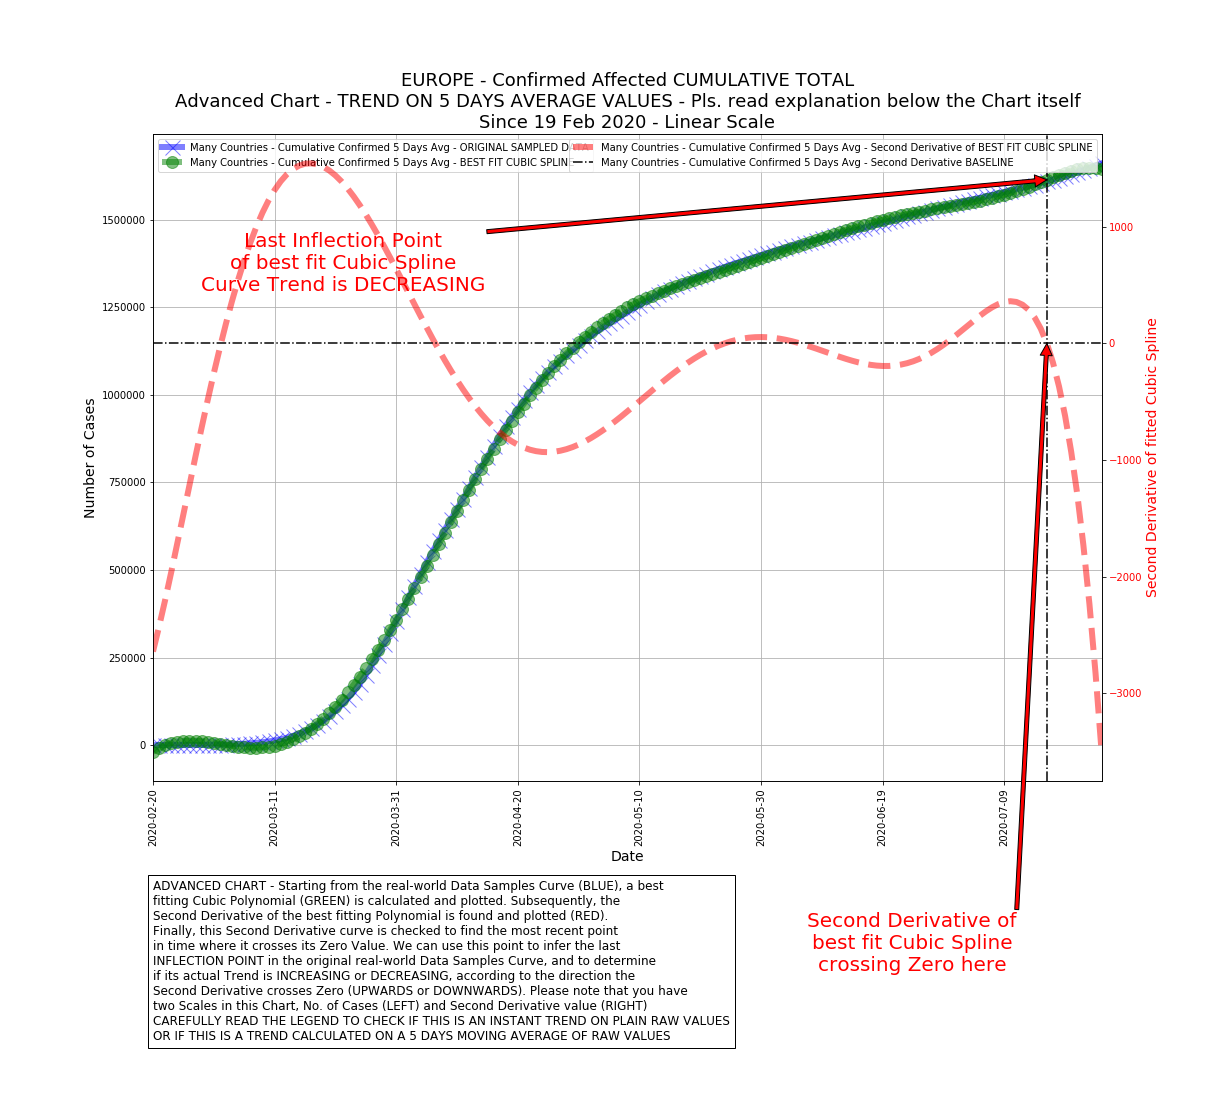 EUROPE - Confirmed Affected CUMULATIVE TOTAL
Advanced Chart - TREND ON 5 DAYS AVERAGE VALUES - Pls. read explanation below the Chart itself
Since 19 Feb 2020 - Linear Scale
Many Countries - Cumulative Confirmed 5 Days Avg - ORIGINAL SAMPLED DATA
Many Countries - Cumulative Confirmed 5 Days Avg - BEST FIT CUBIC SPLINE
Many Countries - Cumulative Confirmed 5 Days Avg - Second Derivative of BEST FIT CUBIC SPLINE
Many Countries - Cumulative Confirmed 5 Days Avg - Second Derivative BASELINE
Last Inflection Point
of best fit Cubic Spline
Curve Trend is DECREASING
Number of Cases
1500000
1250000
1000000
750000
500000
250000
0
1000
0
−1000
−2000
−3000
Second Derivative of fitted Cubic Spline
2020-02-20
2020-03-11
2020-03-31
2020-04-20
2020-05-10
2020-05-30
2020-06-19
2020-07-09
Date
ADVANCED CHART - Starting from the real-world Data Samples Curve (BLUE), a best
fitting Cubic Polynomial (GREEN) is calculated and plotted. Subsequently, the
Second Derivative of the best fitting Polynomial is found and plotted (RED).
Finally, this Second Derivative curve is checked to find the most recent point
in time where it crosses its Zero Value. We can use this point to infer the last
INFLECTION POINT in the original real-world Data Samples Curve, and to determine
if its actual Trend is INCREASING or DECREASING, according to the direction the
Second Derivative crosses Zero (UPWARDS or DOWNWARDS). Please note that you have
two Scales in this Chart, No. of Cases (LEFT) and Second Derivative value (RIGHT)
CAREFULLY READ THE LEGEND TO CHECK IF THIS IS AN INSTANT TREND ON PLAIN RAW VALUES
OR IF THIS IS A TREND CALCULATED ON A 5 DAYS MOVING AVERAGE OF RAW VALUES
Second Derivative of
best fit Cubic Spline
crossing Zero here